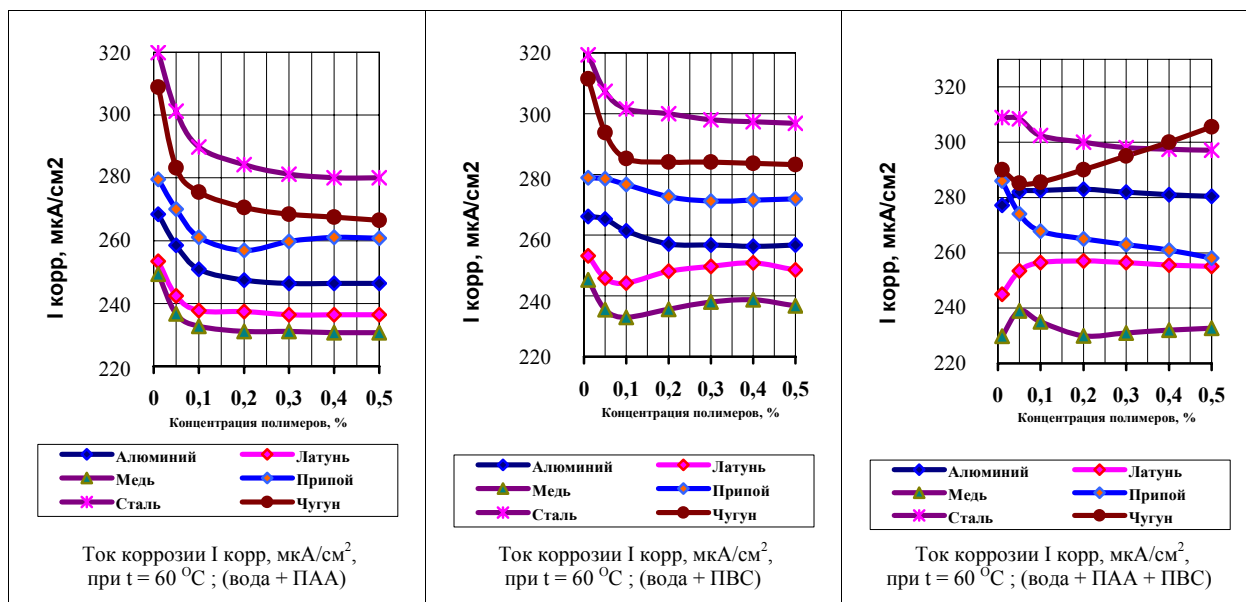 I корр, мкА/см2
320
300
280
260
240
220
0 0,1 0,2 0,3 0,4 0,5
Концентрация полимеров, %
Алюминий Латунь
Медь Припой
Сталь Чугун
Ток коррозии I корр, мкА/см²,
при t = 60 ᴼС ; (вода + ПАА)
I корр, мкА/см2
320
300
280
260
240
220
0 0,1 0,2 0,3 0,4 0,5
Концентрация полимеров, %
Алюминий Латунь
Медь Припой
Сталь Чугун
Ток коррозии I корр, мкА/см²,
при t = 60 ᴼС ; (вода + ПВС)
I корр, мкА/см2
320
300
280
260
240
220
0 0,1 0,2 0,3 0,4 0,5
Концентрация полимеров, %
Алюминий Латунь
Медь Припой
Сталь Чугун
Ток коррозии I корр, мкА/см²,
при t = 60 ᴼС ; (вода + ПАА + ПВС)